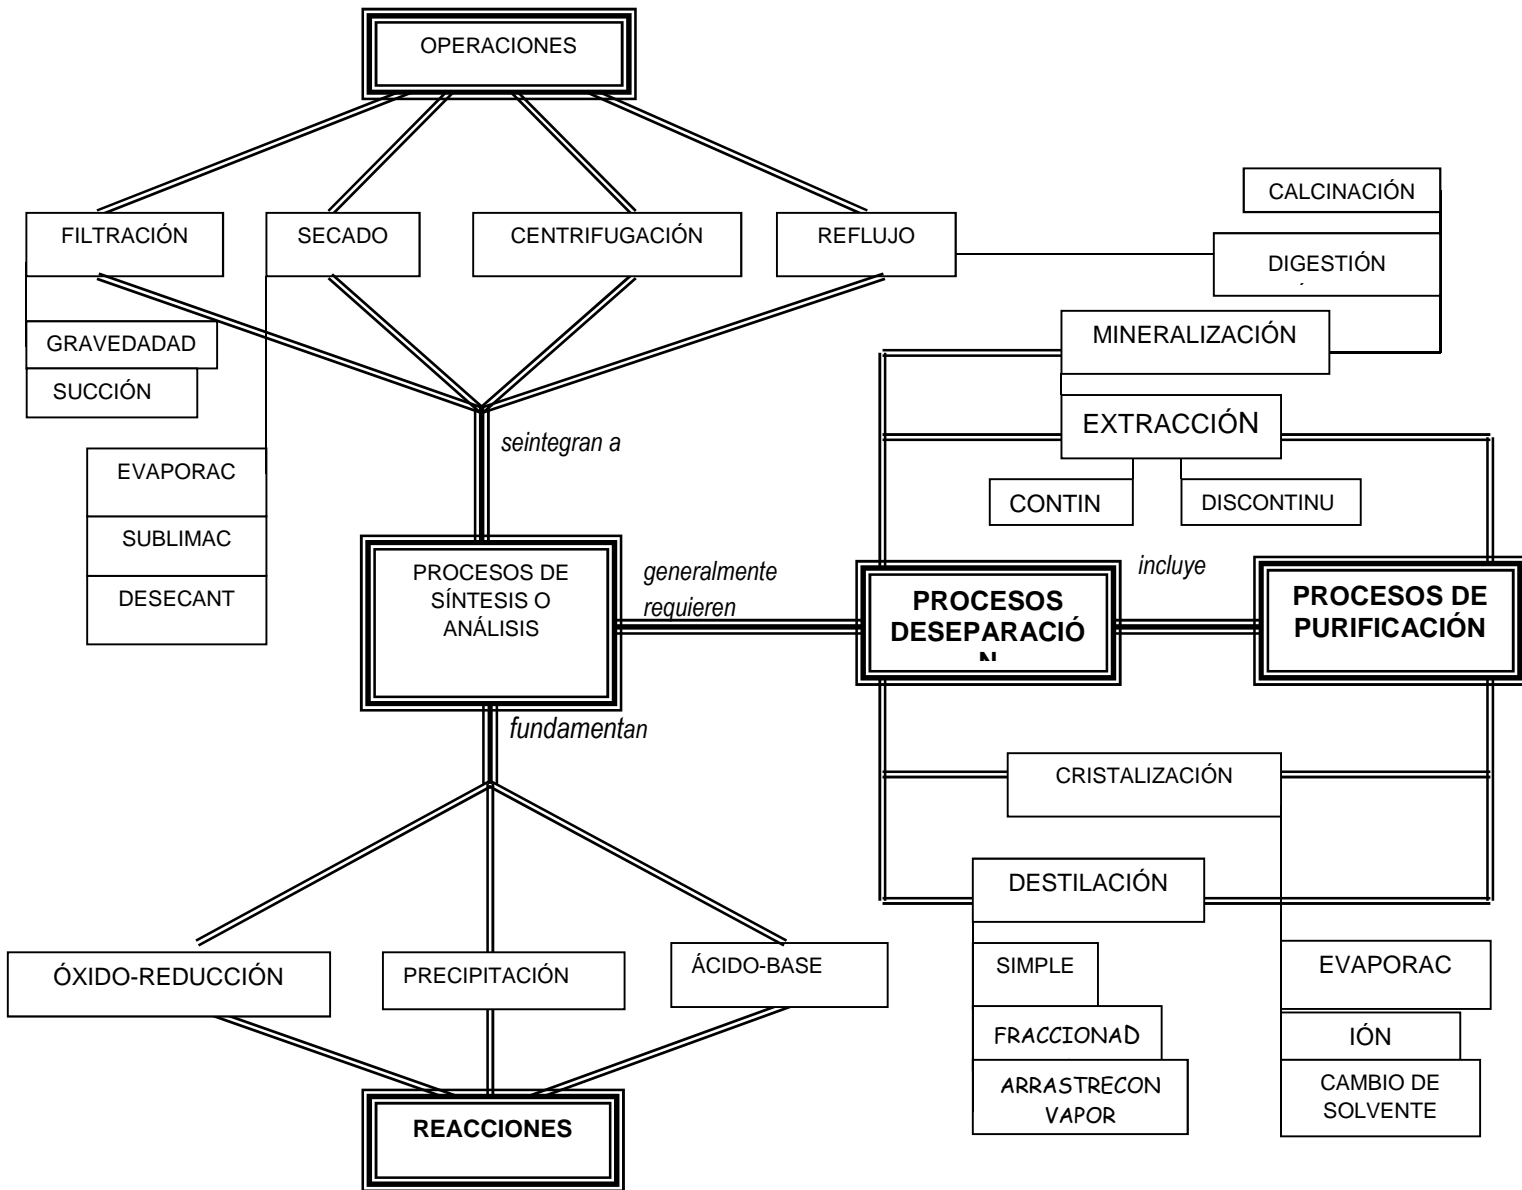 OPERACIONES
FILTRACIÓN
SECADO
CENTRIFUGACIÓN
REFLUJO
CALCINACIÓN
DIGESTIÓN
MINERALIZACIÓN
GRAVEDADAD
SUCCIÓN
EXTRACCIÓN
seintegran a
EVAPORAC
SUBLIMAC
DESECANT
CONTIN
DISCONTINU
PROCESOS DE
SÍNTESIS O
ANÁLISIS
generalmente
requieren
PROCESOS
DESEPARACIÓ
N
incluye
PROCESOS DE
PURIFICACIÓN
fundamentan
CRISTALIZACIÓN
DESTILACIÓN
ÓXIDO-REDUCCIÓN
PRECIPITACIÓN
ÁCIDO-BASE
SIMPLE
FRACCIONAD
ARRASTRECON
VAPOR
EVAPORAC
IÓN
CAMBIO DE
SOLVENTE
REACCIONES